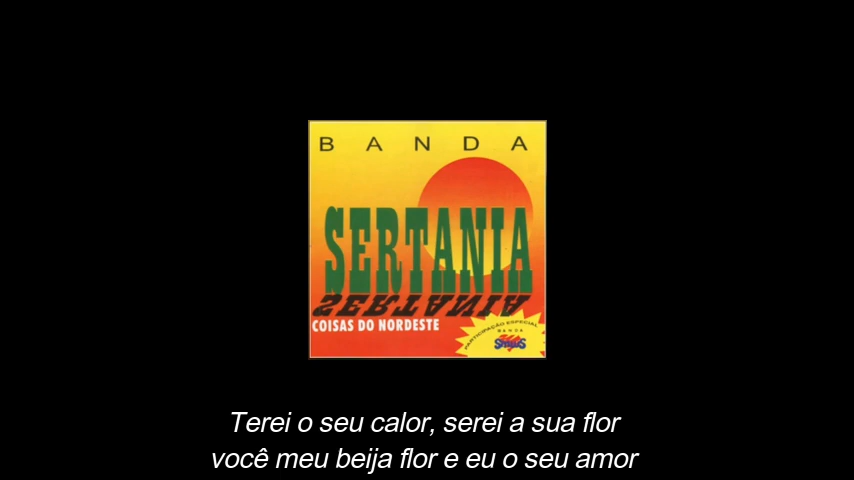 BANDA
SERTANIA
SERTANIA
COISAS DO NORDESTE
PARTICIPAÇÃO ESPECIAL
BANDA
Terei o seu calor, serei a sua flor
você meu beija flor e eu o seu amor